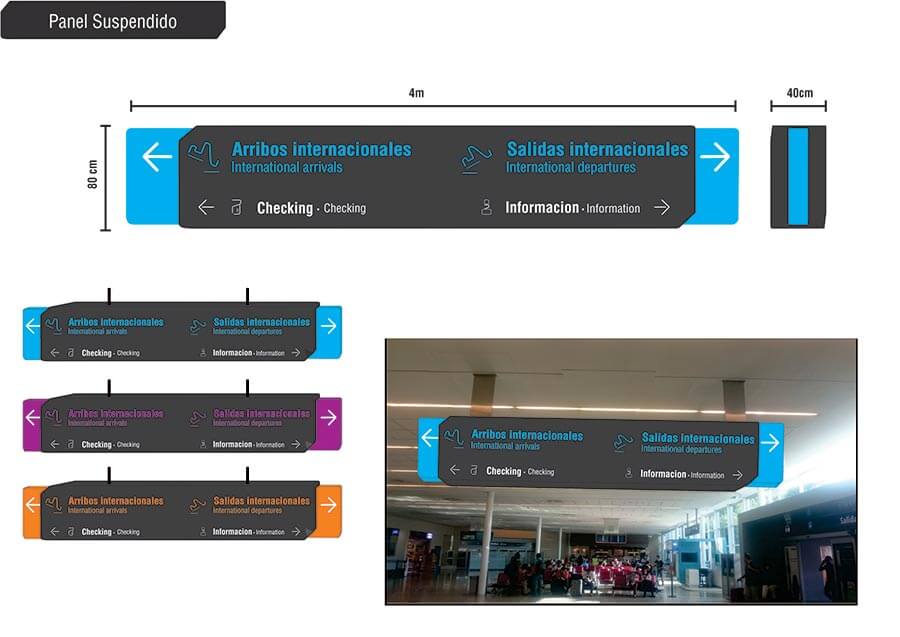 Panel Suspendido
4m
40cm
80 cm
Arribos internacionales
International arrivals
Salidas internacionales
International departures
Checking · Checking
Informacion · Information
Arribos internacionales
International arrivals
Salidas internacionales
International departures
Checking · Checking
Informacion · Information
Arribos internacionales
International arrivals
Salidas internacionales
International departures
Checking · Checking
Informacion · Information
Arribos internacionales
International arrivals
Salidas internacionales
International departures
Checking · Checking
Informacion · Information
Arribos internacionales
International arrivals
Salidas internacionales
International departures
Checking · Checking
Informacion · Information